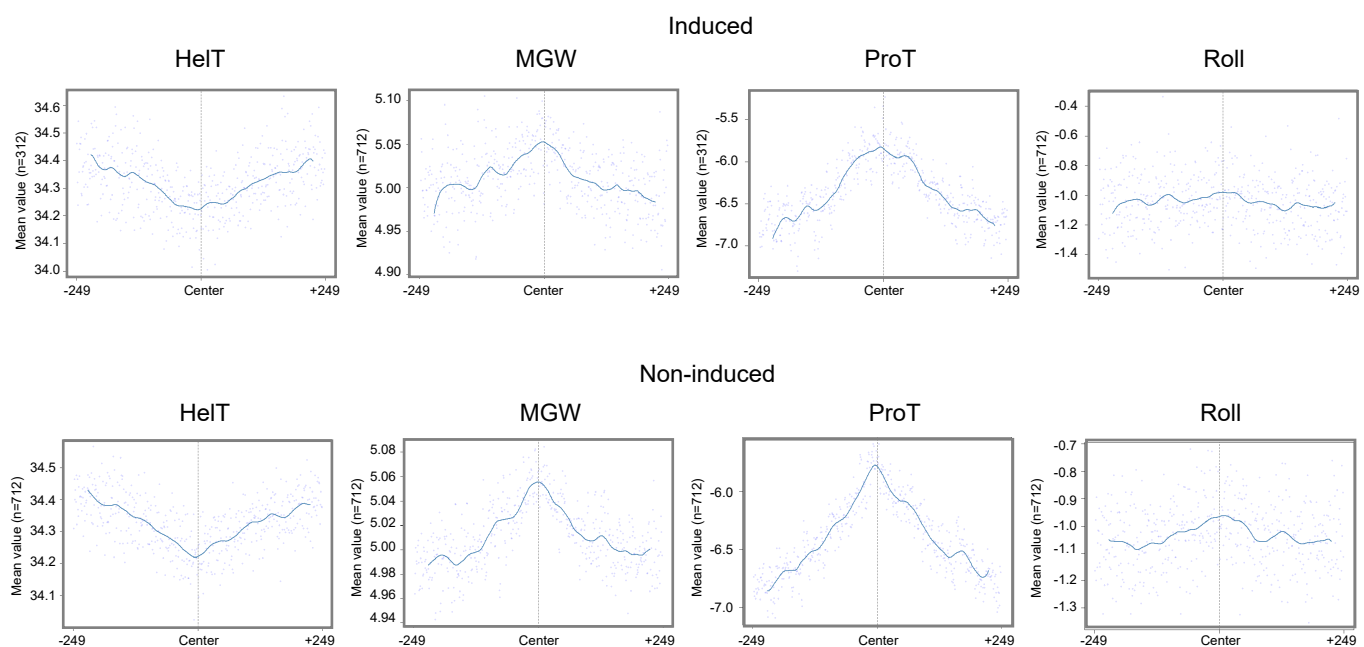 Induced
HelT
MGW
ProT
Roll
Mean value (n=312)
34.6
34.5
34.4
34.3
34.2
34.1
34.0
-249
Center
+249
Mean value (n=712)
5.10
5.05
5.00
4.95
4.90
-249
Center
+249
Mean value (n=312)
-5.5
-6.0
-6.5
-7.0
-249
Center
+249
Mean value (n=712)
-0.4
-0.6
-0.8
-1.0
-1.2
-1.4
-249
Center
+249
Non-induced
HelT
MGW
ProT
Roll
Mean value (n=712)
34.5
34.4
34.3
34.2
34.1
-249
Center
+249
Mean value (n=712)
5.08
5.06
5.04
5.02
5.00
4.98
4.96
4.94
-249
Center
+249
Mean value (n=712)
-6.0
-6.5
-7.0
-249
Center
+249
Mean value (n=712)
-0.7
-0.8
-0.9
-1.0
-1.1
-1.2
-1.3
-249
Center
+249